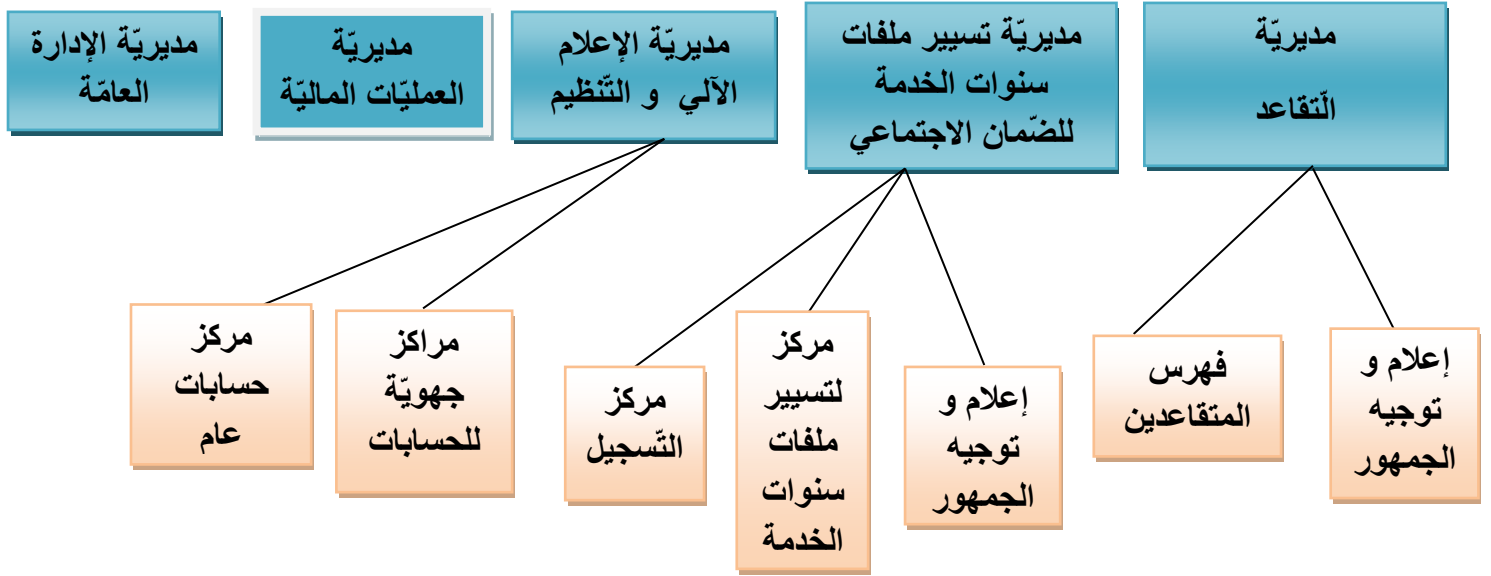 مديريّة
التّقاعد
مديريّة تسيير ملفات
سنوات الخدمة
للضّمان الاجتماعي
مديريّة الإعلام
الآلي و التّنظيم
مديريّة
العمليّات الماليّة
مديريّة الإدارة
العامّة
إعلام و
توجيه
الجمهور
فهرس
المتقاعدين
إعلام و
توجيه
الجمهور
مركز
لتسيير
ملفات
سنوات
الخدمة
مركز
التّسجيل
مراكز
جهويّة
للحسابات
مركز
حسابات
عام